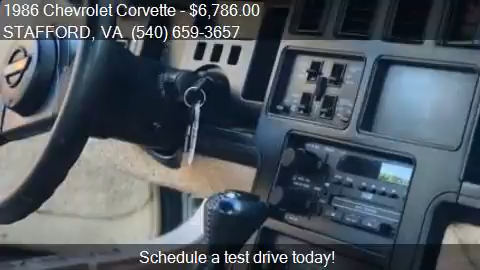 1986 Chevrolet Corvette - $6,786.00
STAFFORD, VA (540) 659-3657
Schedule a test drive today!